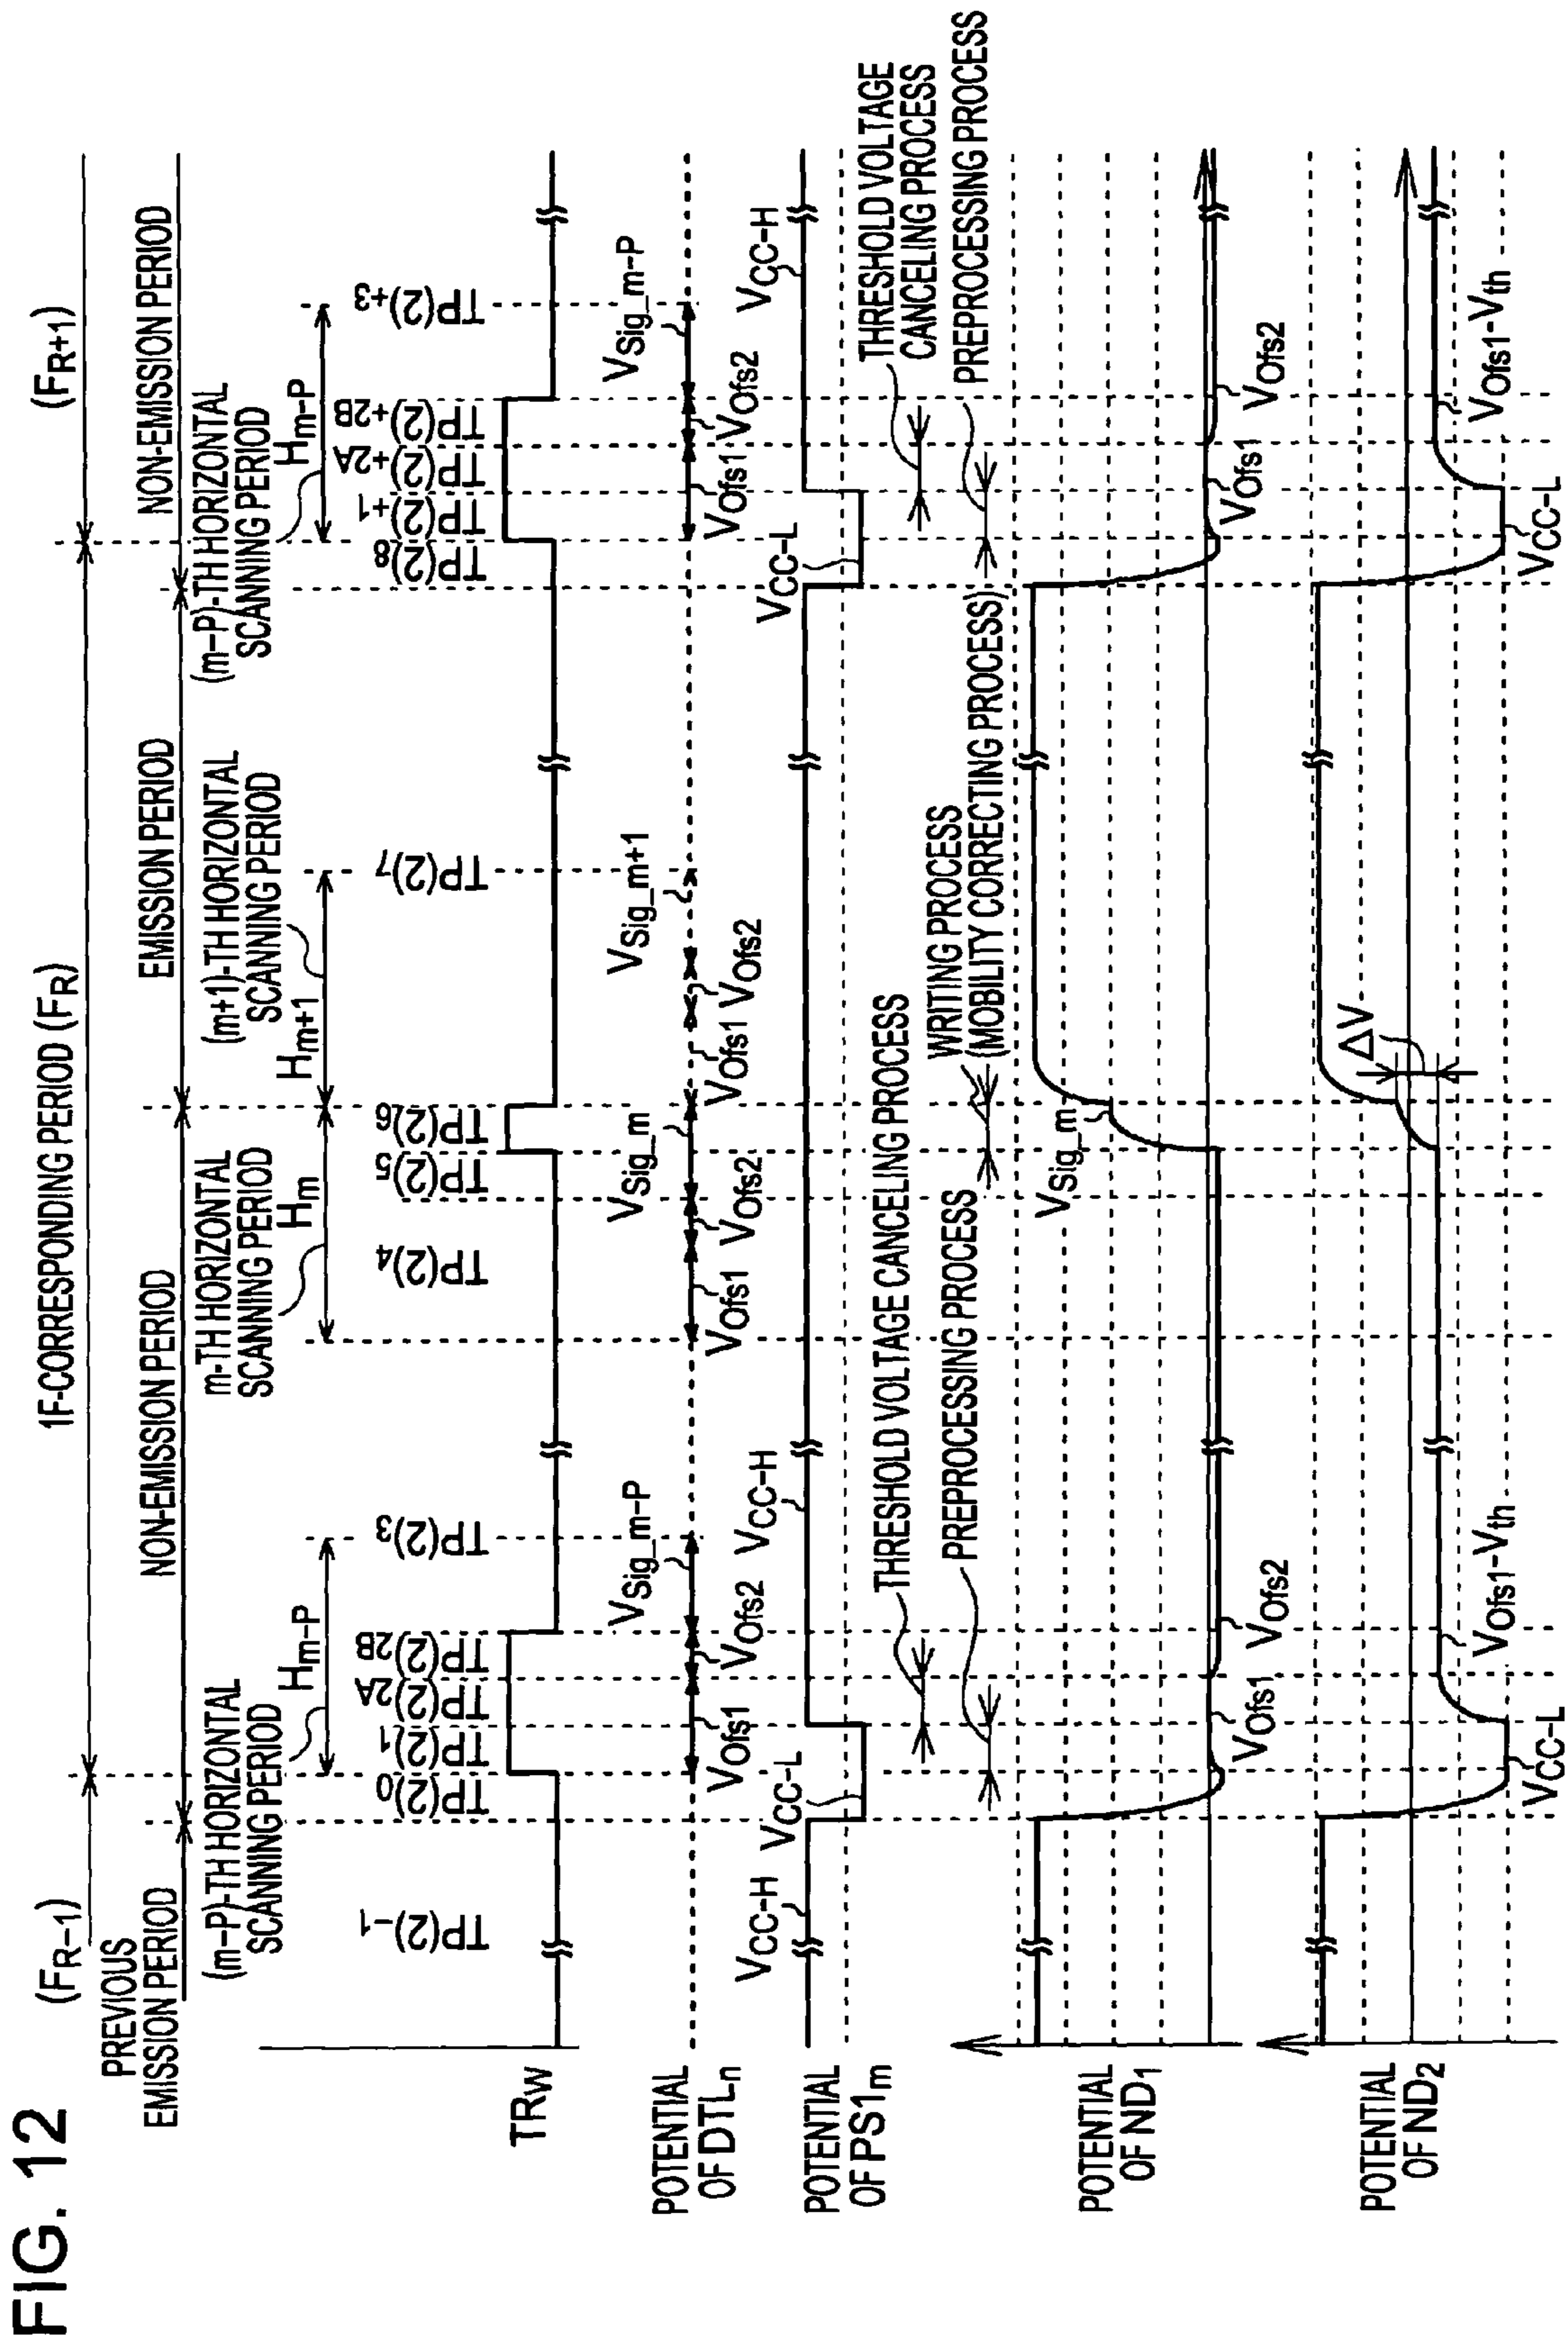 FIG. 12
(FR-1)
1F-CORRESPONDING PERIOD (FR)
(FR+1)
PREVIOUS
EMISSION PERIOD
NON-EMISSION PERIOD
EMISSION PERIOD
NON-EMISSION PERIOD
(m-P)-TH HORIZONTAL
SCANNING PERIOD
m-TH HORIZONTAL
SCANNING PERIOD
(m+1)-TH HORIZONTAL
SCANNING PERIOD
(m-P)-TH HORIZONTAL
SCANNING PERIOD
Hm-P
Hm
Hm+1
Hm-P
TP(2)-1
TP(2)0
TP(2)1
TP(2)2A
TP(2)2B
TP(2)3
TP(2)4
TP(2)5
TP(2)6
TP(2)7
TP(2)8
TP(2)+1
TP(2)+2A
TP(2)+2B
TP(2)+3
TRW
POTENTIAL
OF DTLn
VOfs1
VOfs2
VSig_m-P
VOfs1
VOfs2
VSig_m
VOfs1
VOfs2
VSig_m+1
VOfs1
VOfs2
VSig_m-P
POTENTIAL
OF PS1m
VCC-H
VCC-L
VCC-H
VCC-L
VCC-H
THRESHOLD VOLTAGE CANCELING PROCESS
PREPROCESSING PROCESS
WRITING PROCESS
(MOBILITY CORRECTING PROCESS)
THRESHOLD VOLTAGE
CANCELING PROCESS
PREPROCESSING PROCESS
POTENTIAL
OF ND1
VOfs1
VOfs2
VSig_m
VOfs1
VOfs2
POTENTIAL
OF ND2
VCC-L
VOfs1-Vth
ΔV
VCC-L
VOfs1-Vth